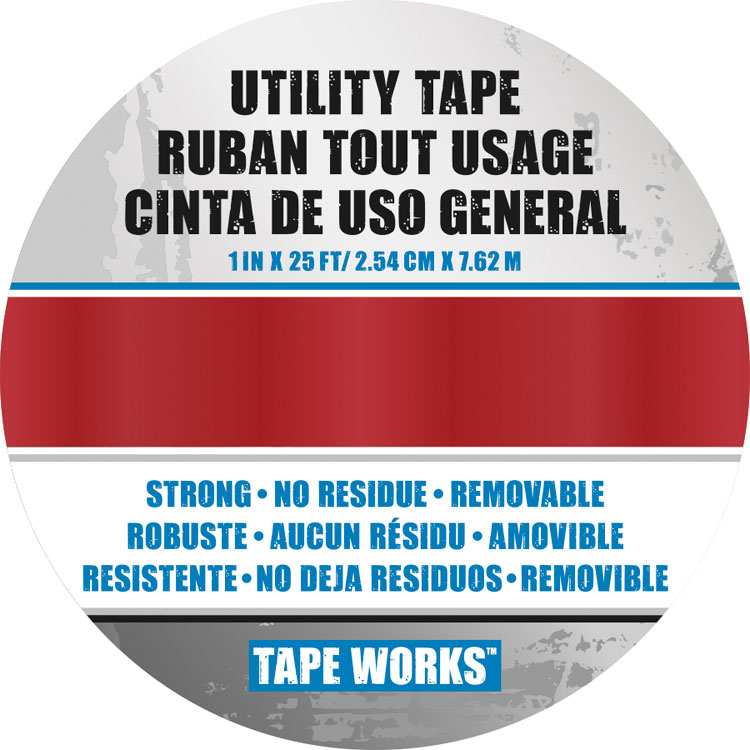 UTILITY TAPE
RUBAN TOUT USAGE
CINTA DE USO GENERAL
1 IN X 25 FT/ 2.54 CM X 7.62 M
STRONG • NO RESIDUE • REMOVABLE
ROBUSTE • AUCUN RÉSIDU • AMOVIBLE
RESISTENTE • NO DEJA RESIDUOS • REMOVIBLE
TAPE WORKS™